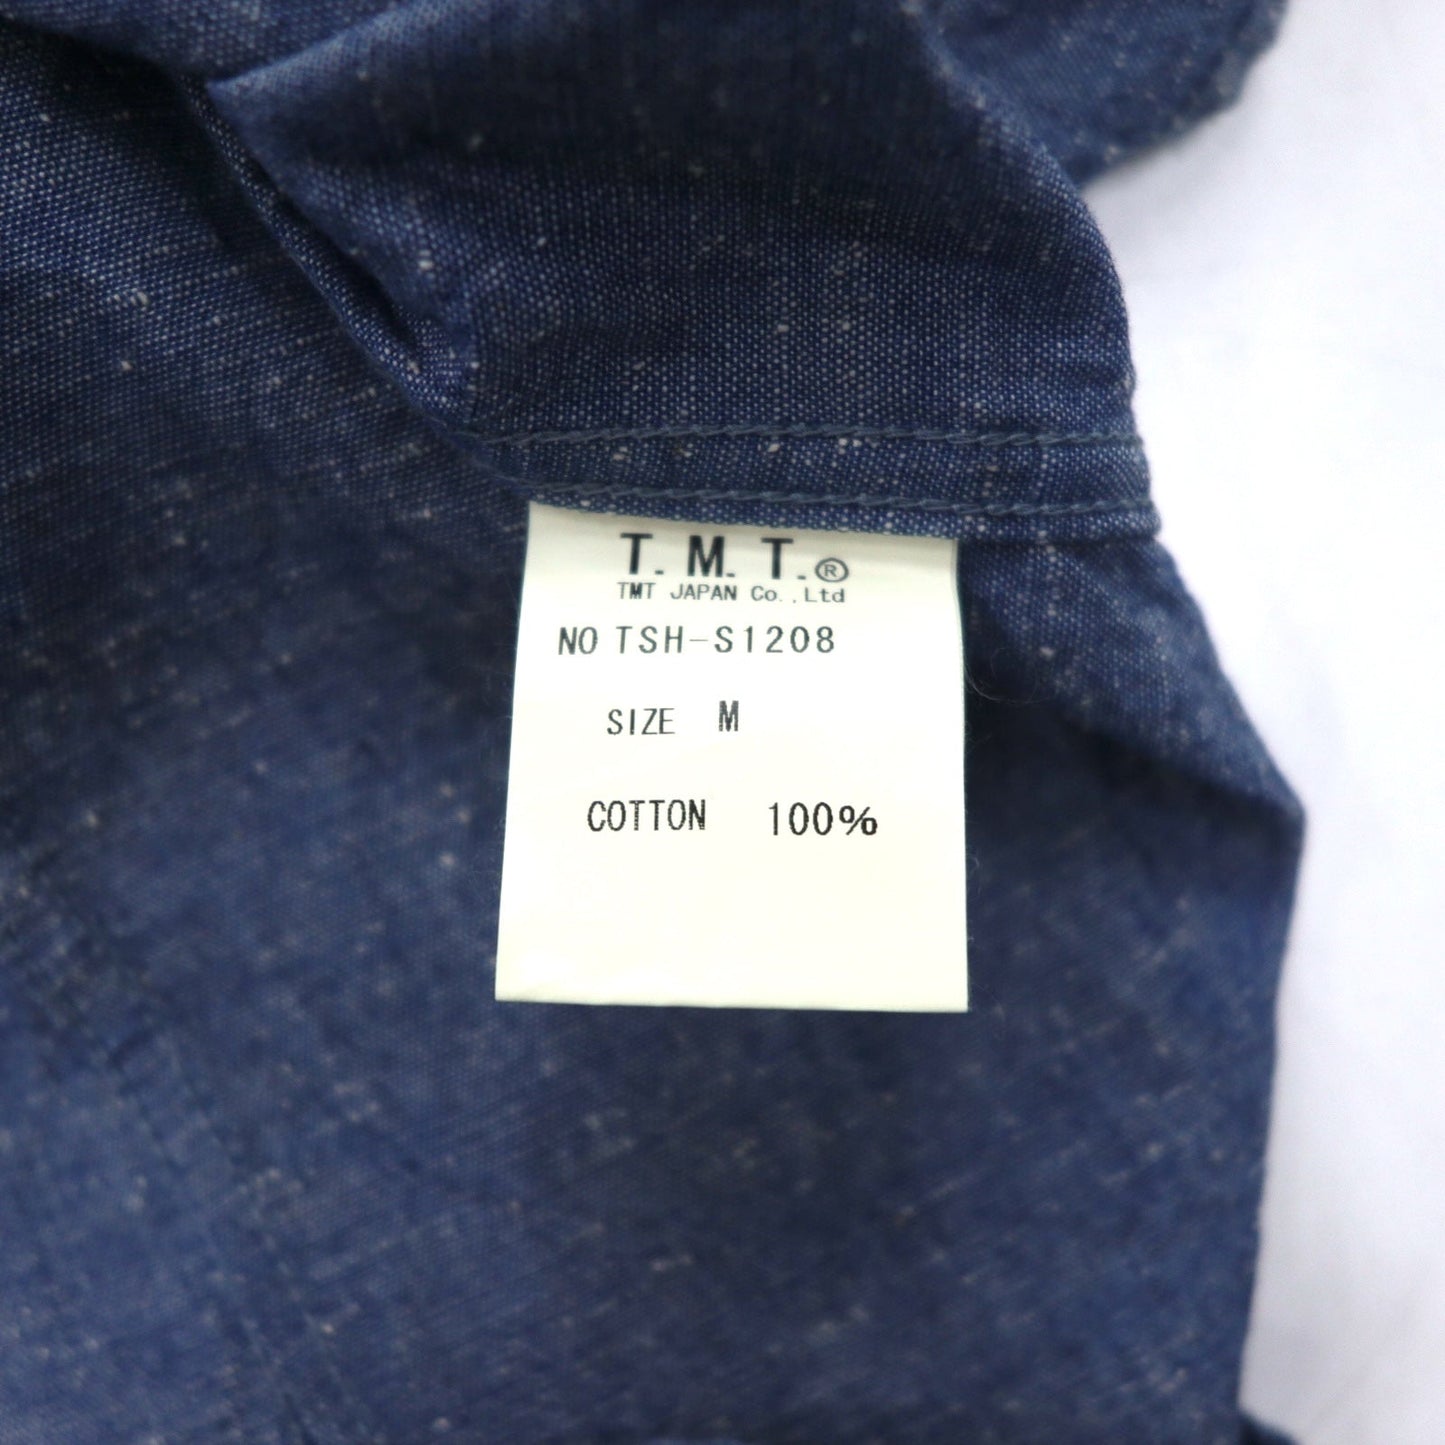 T.M.T.®
TMT JAPAN Co.,Ltd
NO TSH-S1208
SIZE M
COTTON 100%